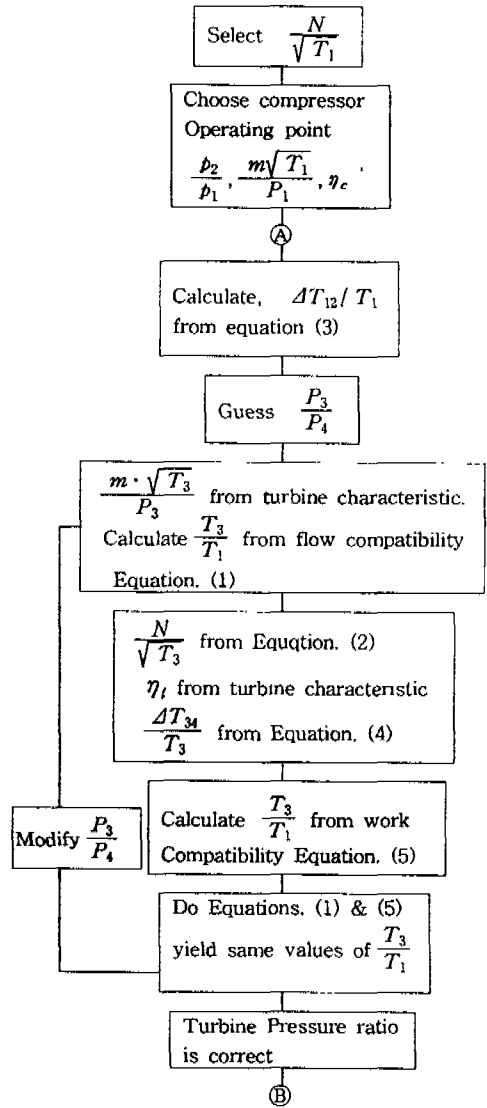 Select N/√T₁
Choose compressor
Operating point
p₂/p₁, m√T₁/P₁, η_c
Ⓐ
Calculate, ΔT₁₂/T₁
from equation (3)
Guess P₃/P₄
m·√T₃/P₃ from turbine characteristic.
Calculate T₃/T₁ from flow compatibility
Equation. (1)
N/√T₃ from Equqtion. (2)
η_t from turbine characteristic
ΔT₃₄/T₃ from Equation. (4)
Modify P₃/P₄
Calculate T₃/T₁ from work
Compatibility Equation. (5)
Do Equations. (1) & (5)
yield same values of T₃/T₁
Turbine Pressure ratio
is correct
Ⓑ